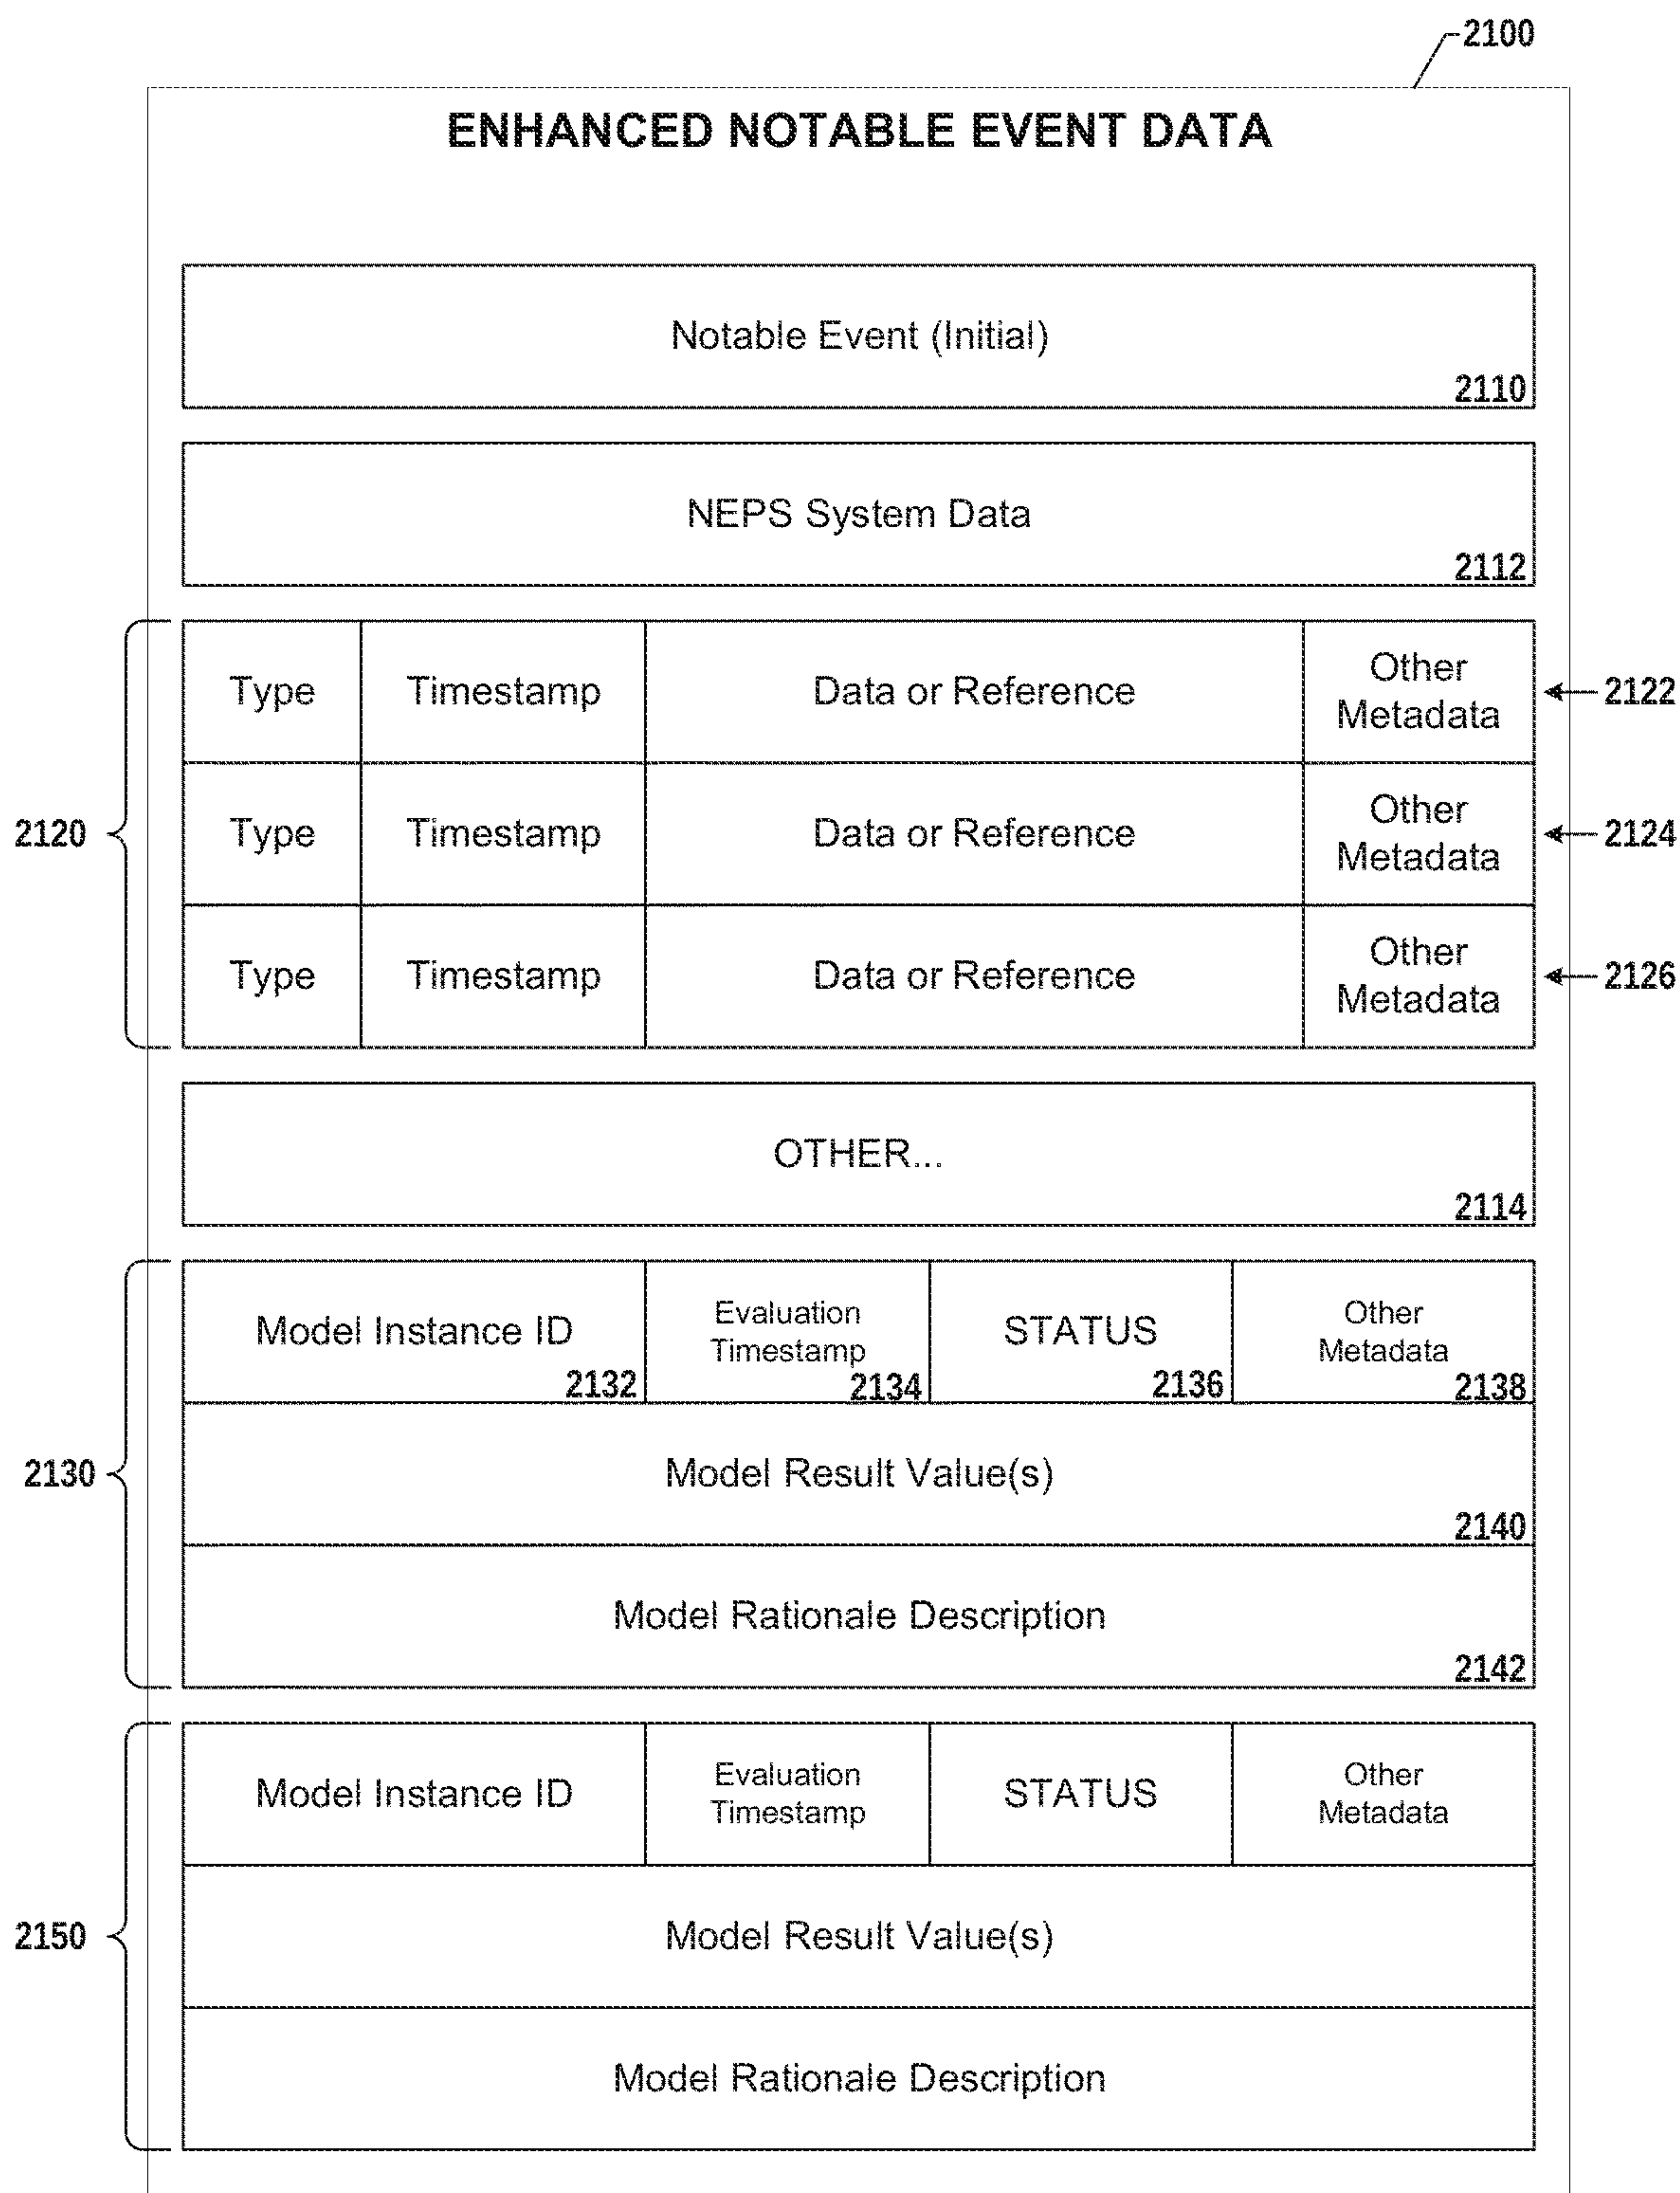 2100
ENHANCED NOTABLE EVENT DATA
Notable Event (Initial)
2110
NEPS System Data
2112
2120
Type Timestamp Data or Reference Other Metadata 2122
Type Timestamp Data or Reference Other Metadata 2124
Type Timestamp Data or Reference Other Metadata 2126
OTHER...
2114
2130
Model Instance ID Evaluation Timestamp STATUS Other Metadata
2132 2134 2136 2138
Model Result Value(s)
2140
Model Rationale Description
2142
2150
Model Instance ID Evaluation Timestamp STATUS Other Metadata
Model Result Value(s)
Model Rationale Description